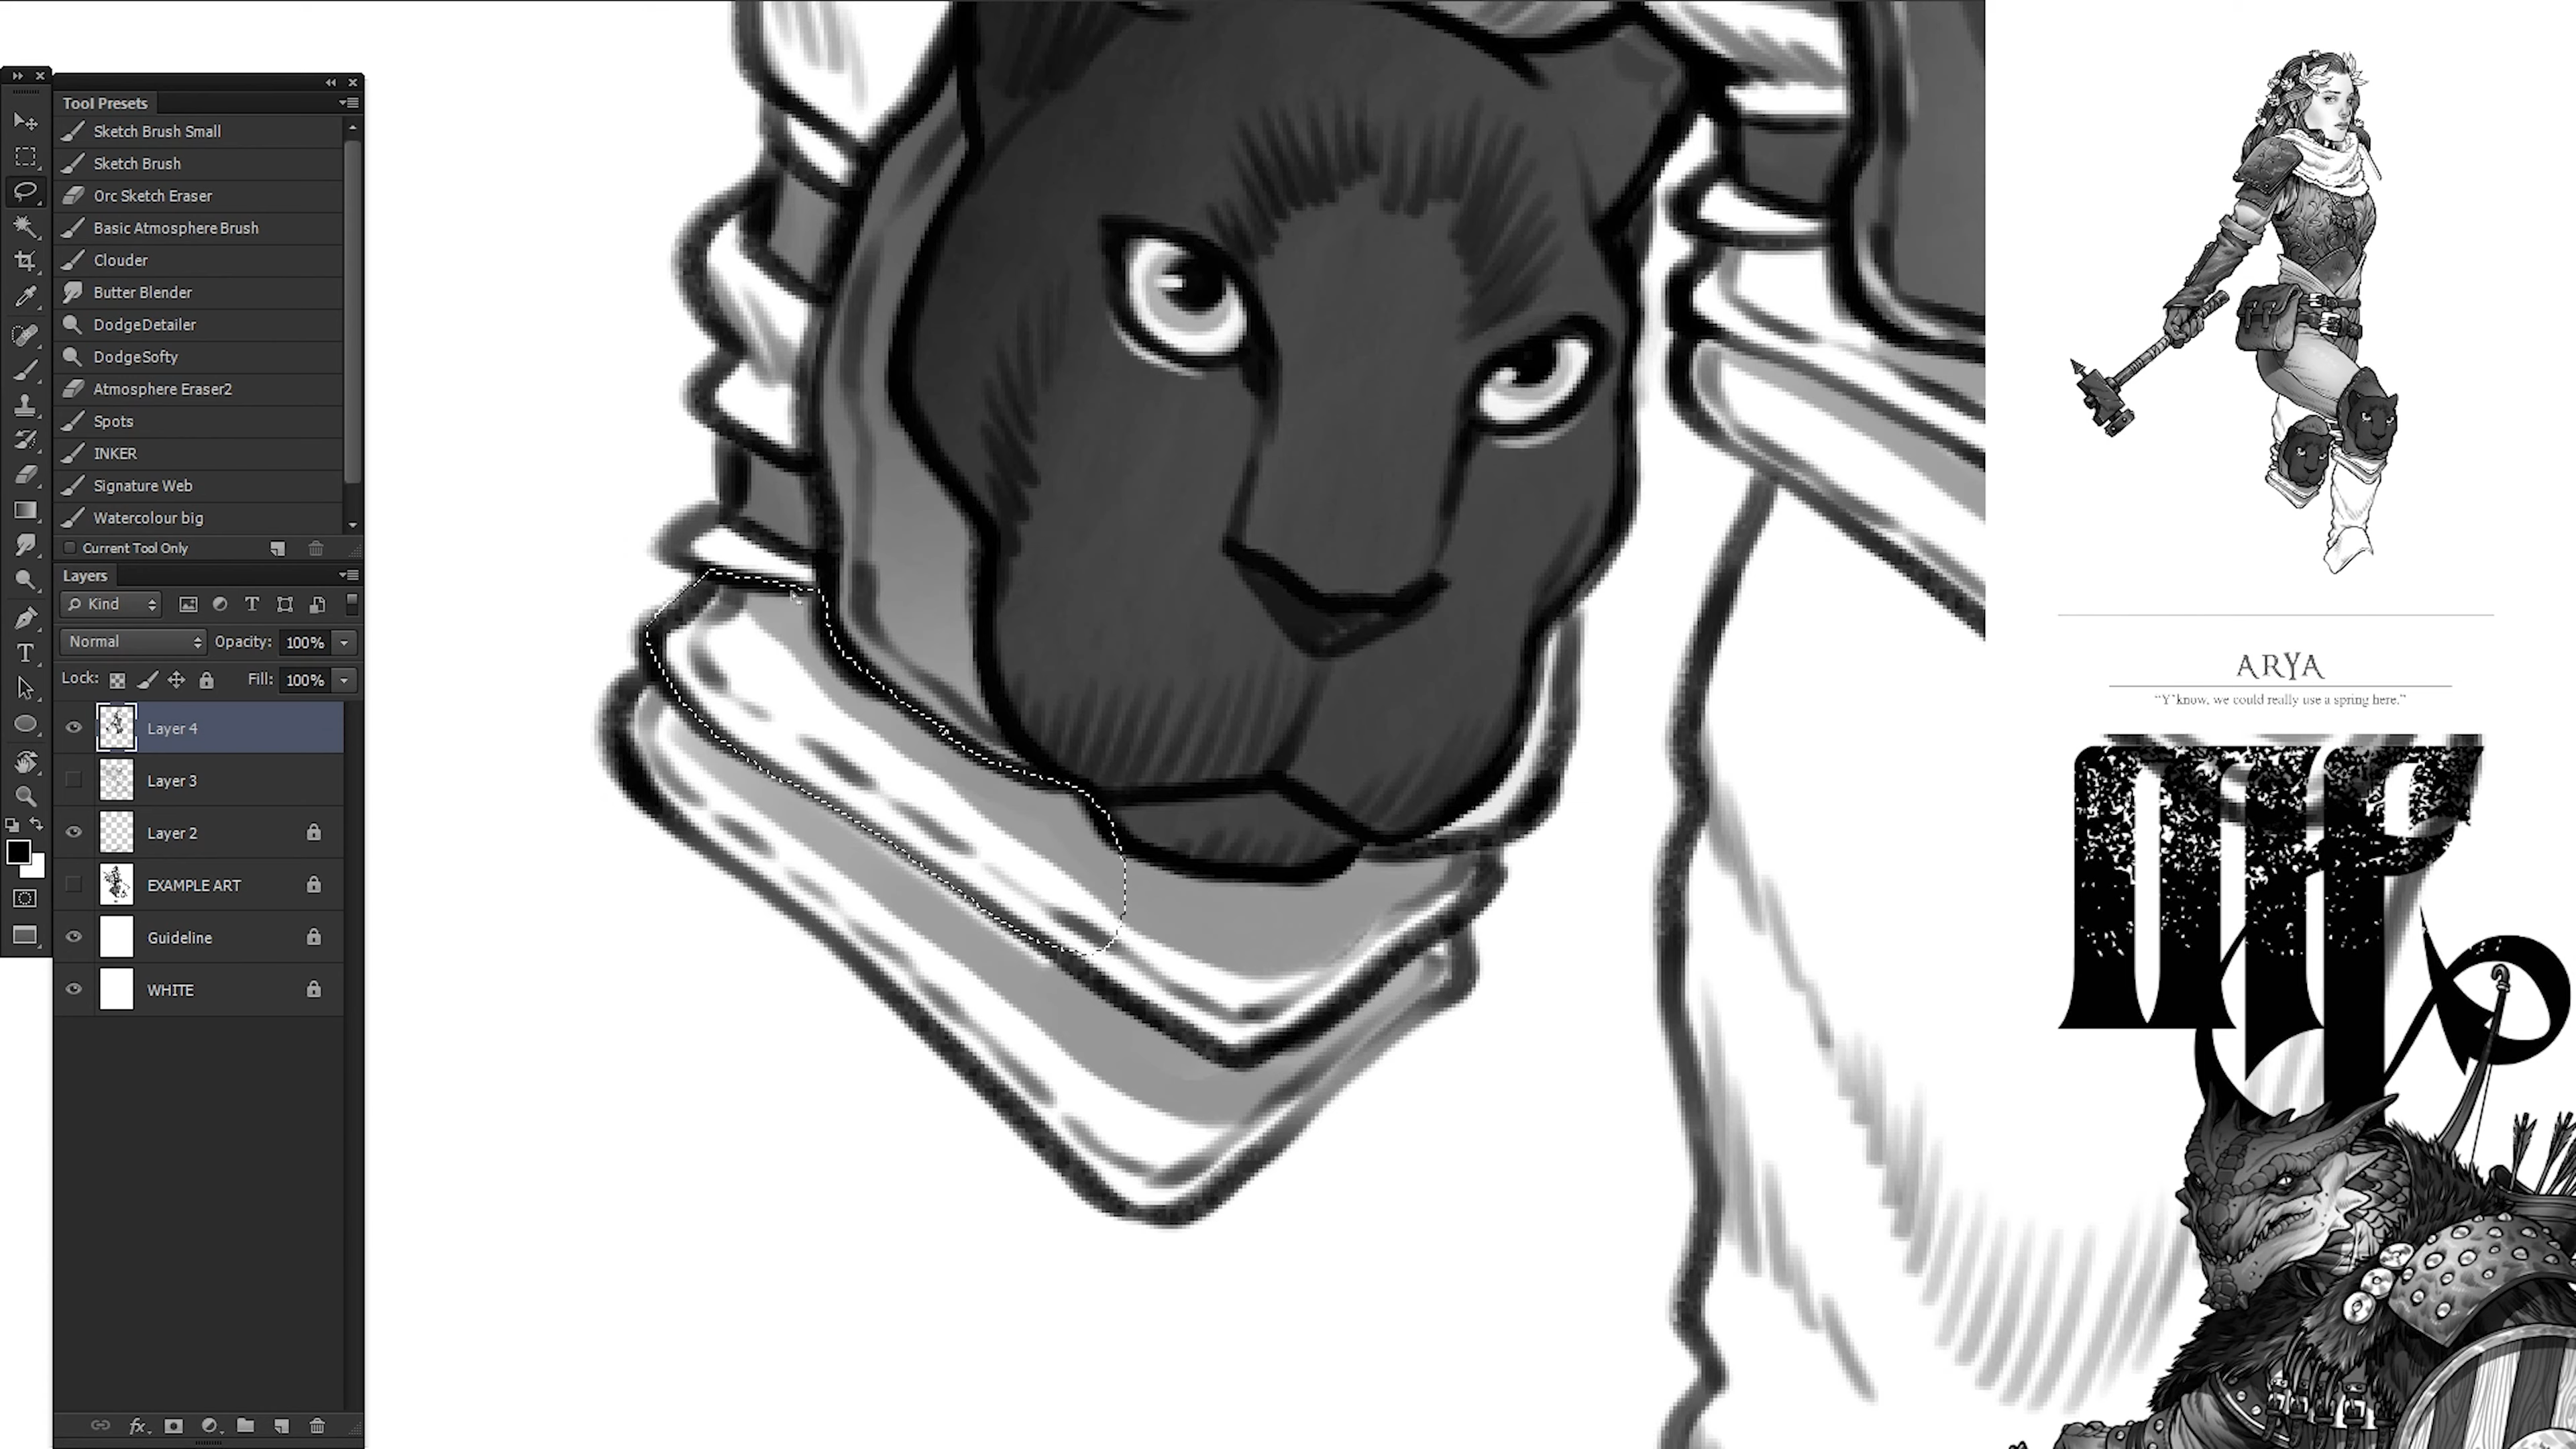 Tool Presets
Sketch Brush Small
Sketch Brush
Orc Sketch Eraser
Basic Atmosphere Brush
Clouder
Butter Blender
DodgeDetailer
DodgeSofty
Atmosphere Eraser2
Spots
INKER
Signature Web
Watercolour big
Current Tool Only
Layers
Kind
Normal Opacity: 100%
Lock: Fill: 100%
Layer 4
Layer 3
Layer 2
EXAMPLE ART
Guideline
WHITE
ARYA
“Y’know, we could really use a spring here.”